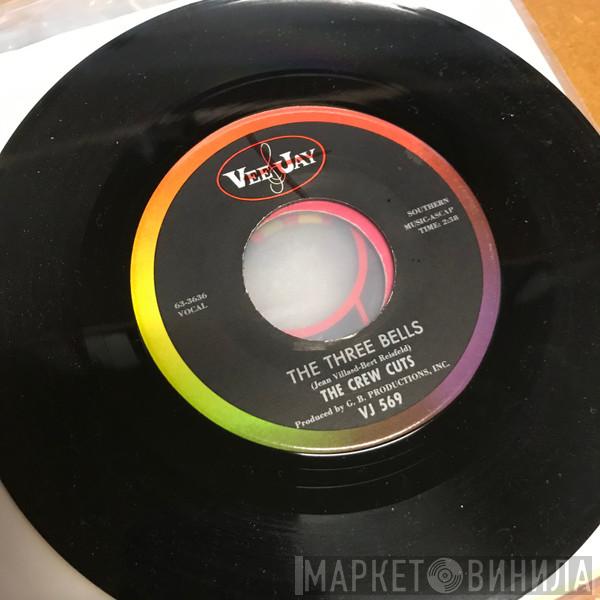 VEE JAY
SOUTHERN
MUSIC-ASCAP
TIME: 2:58
63-3636
VOCAL
THE THREE BELLS
(Jean Villard-Bert Reisfeld)
THE CREW CUTS
Produced by G. B. PRODUCTIONS, INC.
VJ 569
МАРКЕТ ВИНИЛА